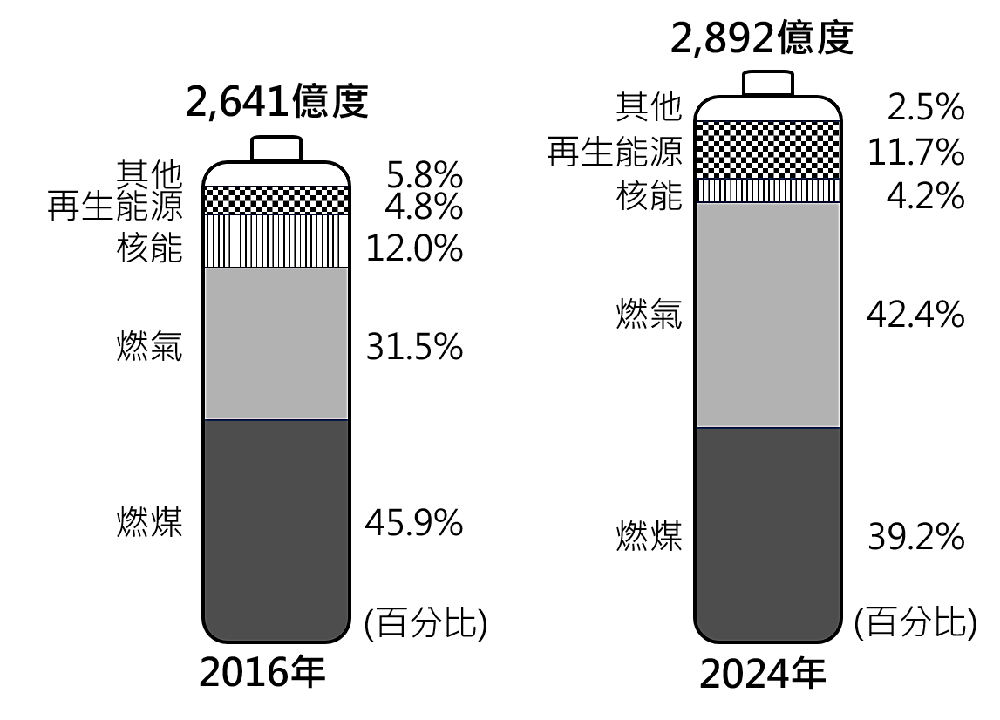 2,641億度
其他 5.8%
再生能源 4.8%
核能 12.0%
燃氣 31.5%
燃煤 45.9%
(百分比)
2016年
2,892億度
其他 2.5%
再生能源 11.7%
核能 4.2%
燃氣 42.4%
燃煤 39.2%
(百分比)
2024年